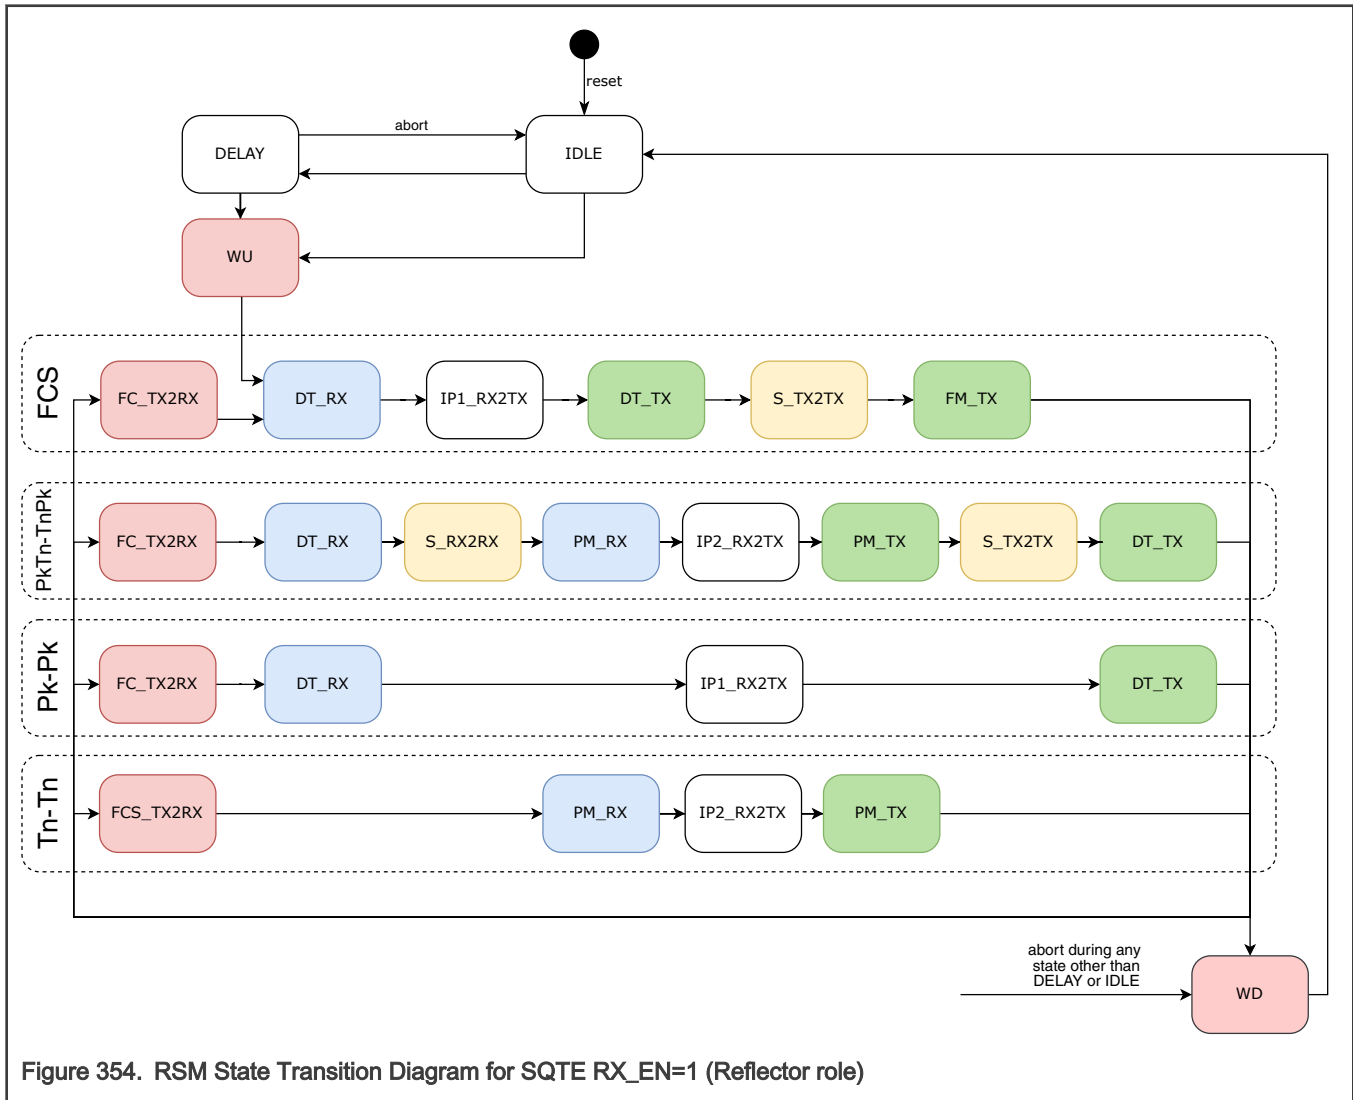 reset
DELAY
abort
IDLE
WU
FCS
FC_TX2RX
DT_RX
IP1_RX2TX
DT_TX
S_TX2TX
FM_TX
PkTn-TnPk
FC_TX2RX
DT_RX
S_RX2RX
PM_RX
IP2_RX2TX
PM_TX
S_TX2TX
DT_TX
Pk-Pk
FC_TX2RX
DT_RX
IP1_RX2TX
DT_TX
Tn-Tn
FCS_TX2RX
PM_RX
IP2_RX2TX
PM_TX
abort during any
state other than
DELAY or IDLE
WD
Figure 354. RSM State Transition Diagram for SQTE RX_EN=1 (Reflector role)